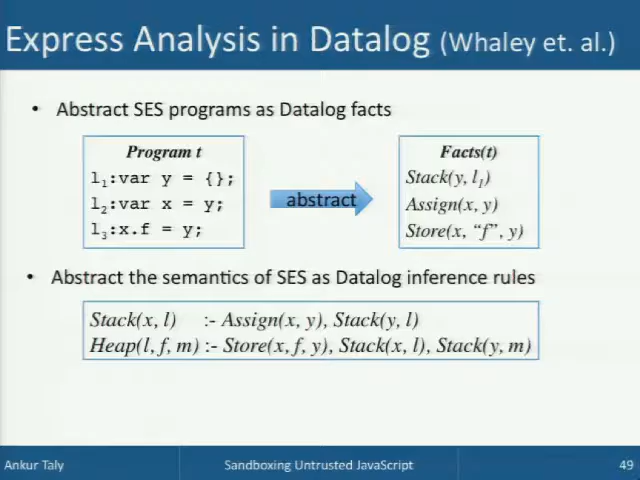 Express Analysis in Datalog (Whaley et. al.)
• Abstract SES programs as Datalog facts
Program t
l₁:var y = {};
l₂:var x = y;
l₃:x.f = y;
abstract
Facts(t)
Stack(y, l₁)
Assign(x, y)
Store(x, “f”, y)
• Abstract the semantics of SES as Datalog inference rules
Stack(x, l) :- Assign(x, y), Stack(y, l)
Heap(l, f, m) :- Store(x, f, y), Stack(x, l), Stack(y, m)
Ankur Taly
Sandboxing Untrusted JavaScript
49